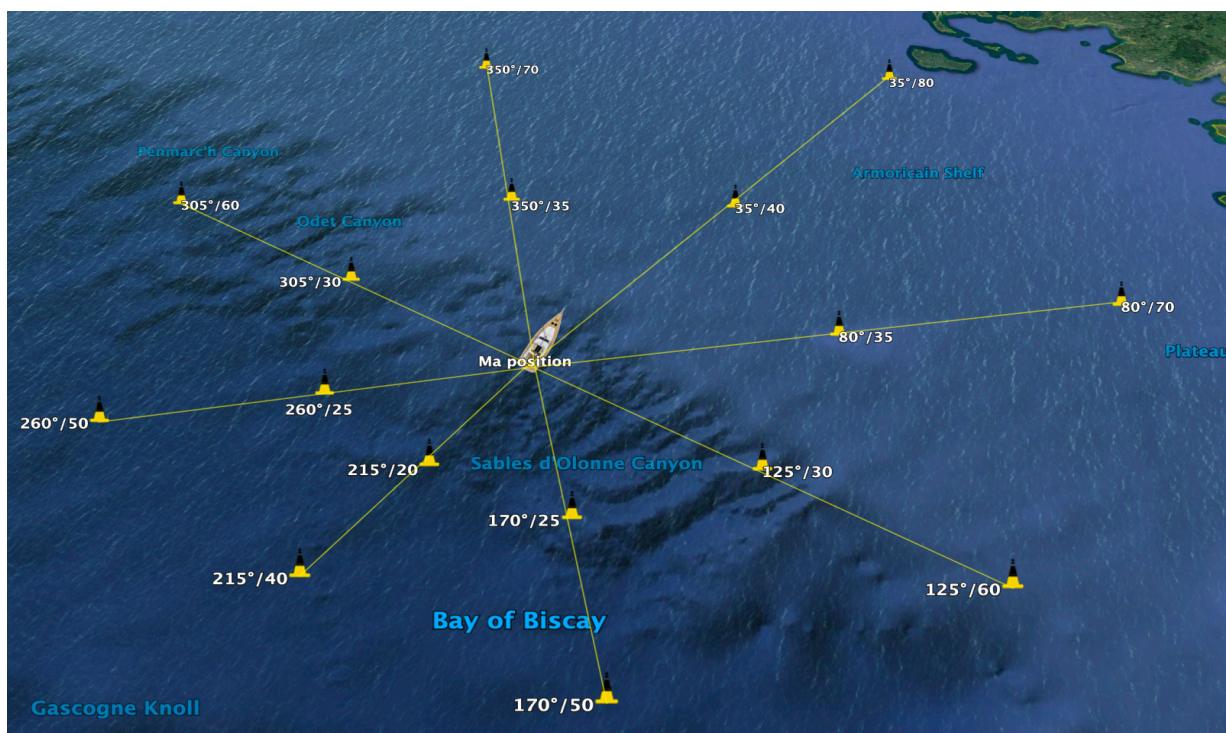 350°/70
35°/80
Penmarc'h Canyon
Armoricain Shelf
305°/60
350°/35
35°/40
Odet Canyon
305°/30
80°/70
80°/35
Plateau
Ma position
260°/25
260°/50
215°/20
Sables d'Olonne Canyon
125°/30
170°/25
215°/40
125°/60
Bay of Biscay
170°/50
Gascogne Knoll